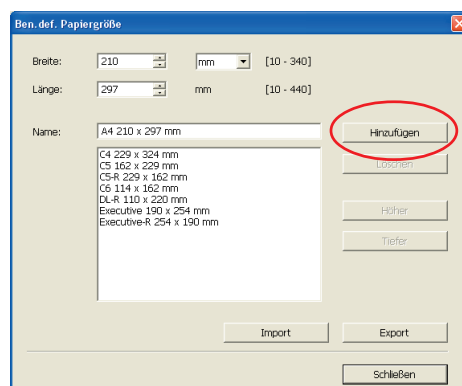 Ben.def. Papiergröße
Breite: 210 mm [10 - 340]
Länge: 297 mm [10 - 440]
Name: A4 210 x 297 mm Hinzufügen
C4 229 x 324 mm
C5 162 x 229 mm Löschen
C5-R 229 x 162 mm
C6 114 x 162 mm
DL-R 110 x 220 mm Höher
Executive 190 x 254 mm
Executive-R 254 x 190 mm
Tiefer
Import Export
Schließen